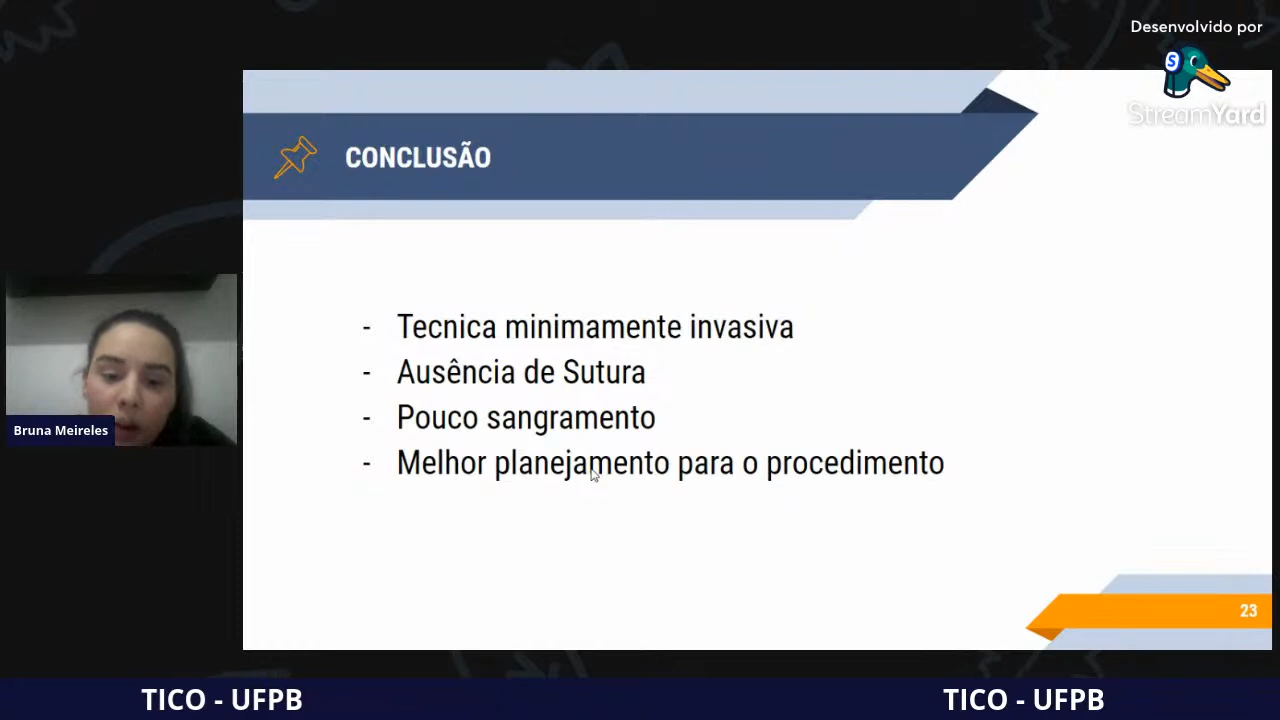 Desenvolvido por
StreamYard
CONCLUSÃO
- Tecnica minimamente invasiva
- Ausência de Sutura
- Pouco sangramento
- Melhor planejamento para o procedimento
Bruna Meireles
23
TICO - UFPB
TICO - UFPB